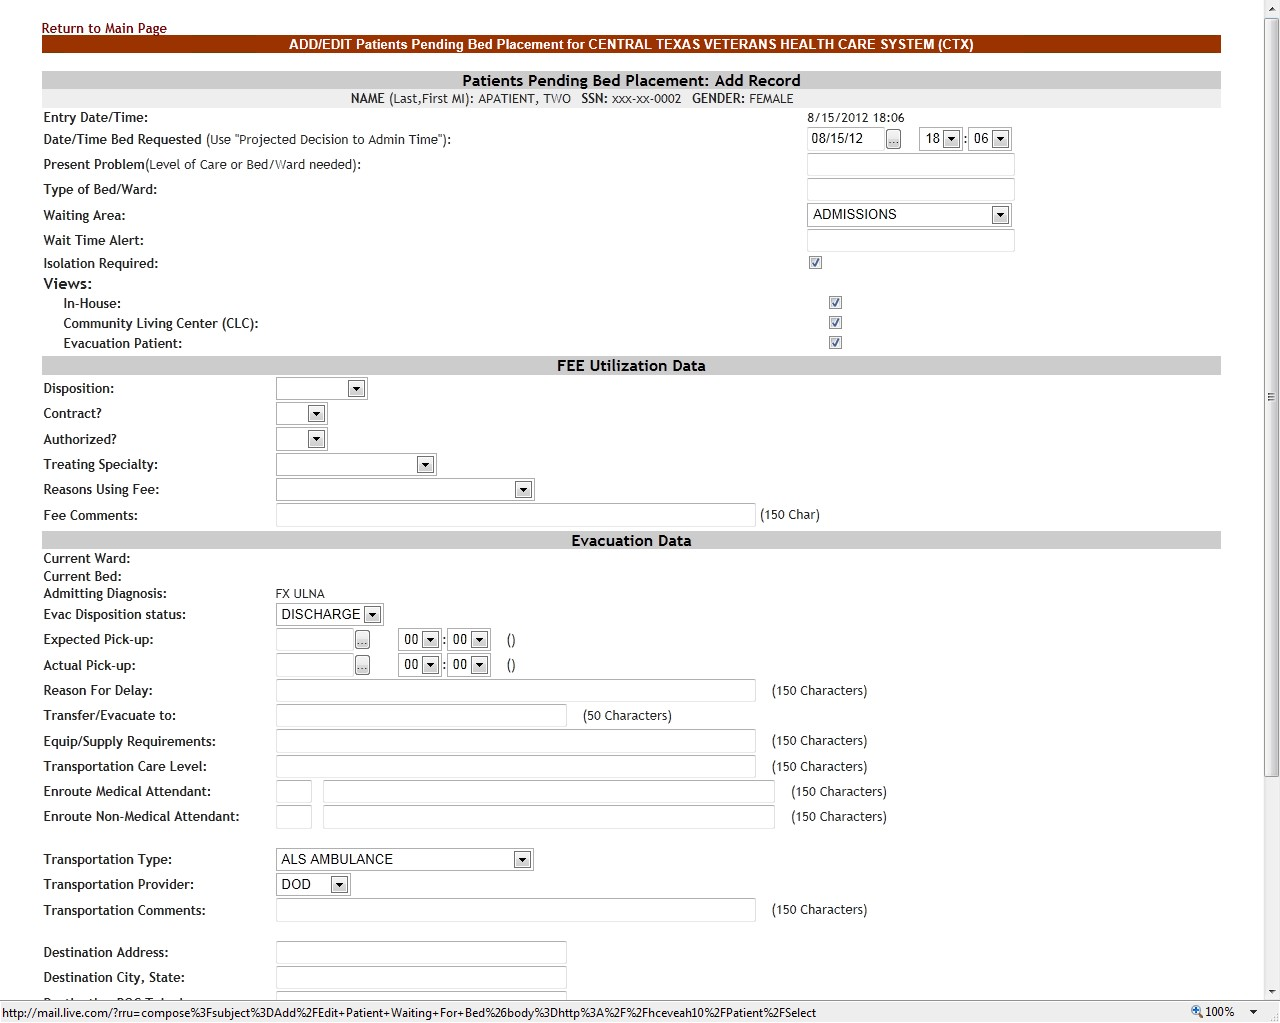 Return to Main Page
ADD/EDIT Patients Pending Bed Placement for CENTRAL TEXAS VETERANS HEALTH CARE SYSTEM (CTX)
Patients Pending Bed Placement: Add Record
NAME (Last,First MI): APATIENT, TWO SSN: xxx-xx-0002 GENDER: FEMALE
Entry Date/Time: 8/15/2012 18:06
Date/Time Bed Requested (Use "Projected Decision to Admin Time"): 08/15/12 ... 18 : 06
Present Problem(Level of Care or Bed/Ward needed):
Type of Bed/Ward:
Waiting Area: ADMISSIONS
Wait Time Alert:
Isolation Required:
Views:
In-House:
Community Living Center (CLC):
Evacuation Patient:
FEE Utilization Data
Disposition:
Contract?
Authorized?
Treating Specialty:
Reasons Using Fee:
Fee Comments: (150 Char)
Evacuation Data
Current Ward:
Current Bed:
Admitting Diagnosis: FX ULNA
Evac Disposition status: DISCHARGE
Expected Pick-up: ... 00 : 00 ()
Actual Pick-up: ... 00 : 00 ()
Reason For Delay: (150 Characters)
Transfer/Evacuate to: (50 Characters)
Equip/Supply Requirements: (150 Characters)
Transportation Care Level: (150 Characters)
Enroute Medical Attendant: (150 Characters)
Enroute Non-Medical Attendant: (150 Characters)
Transportation Type: ALS AMBULANCE
Transportation Provider: DOD
Transportation Comments: (150 Characters)
Destination Address:
Destination City, State:
http://mail.live.com/?rru=compose%3Fsubject%3DAdd%2FEdit+Patient+Waiting+For+Bed%26body%3Dhttp%3A%2F%2Fhceveah10%2FPatient%2FSelect 100%